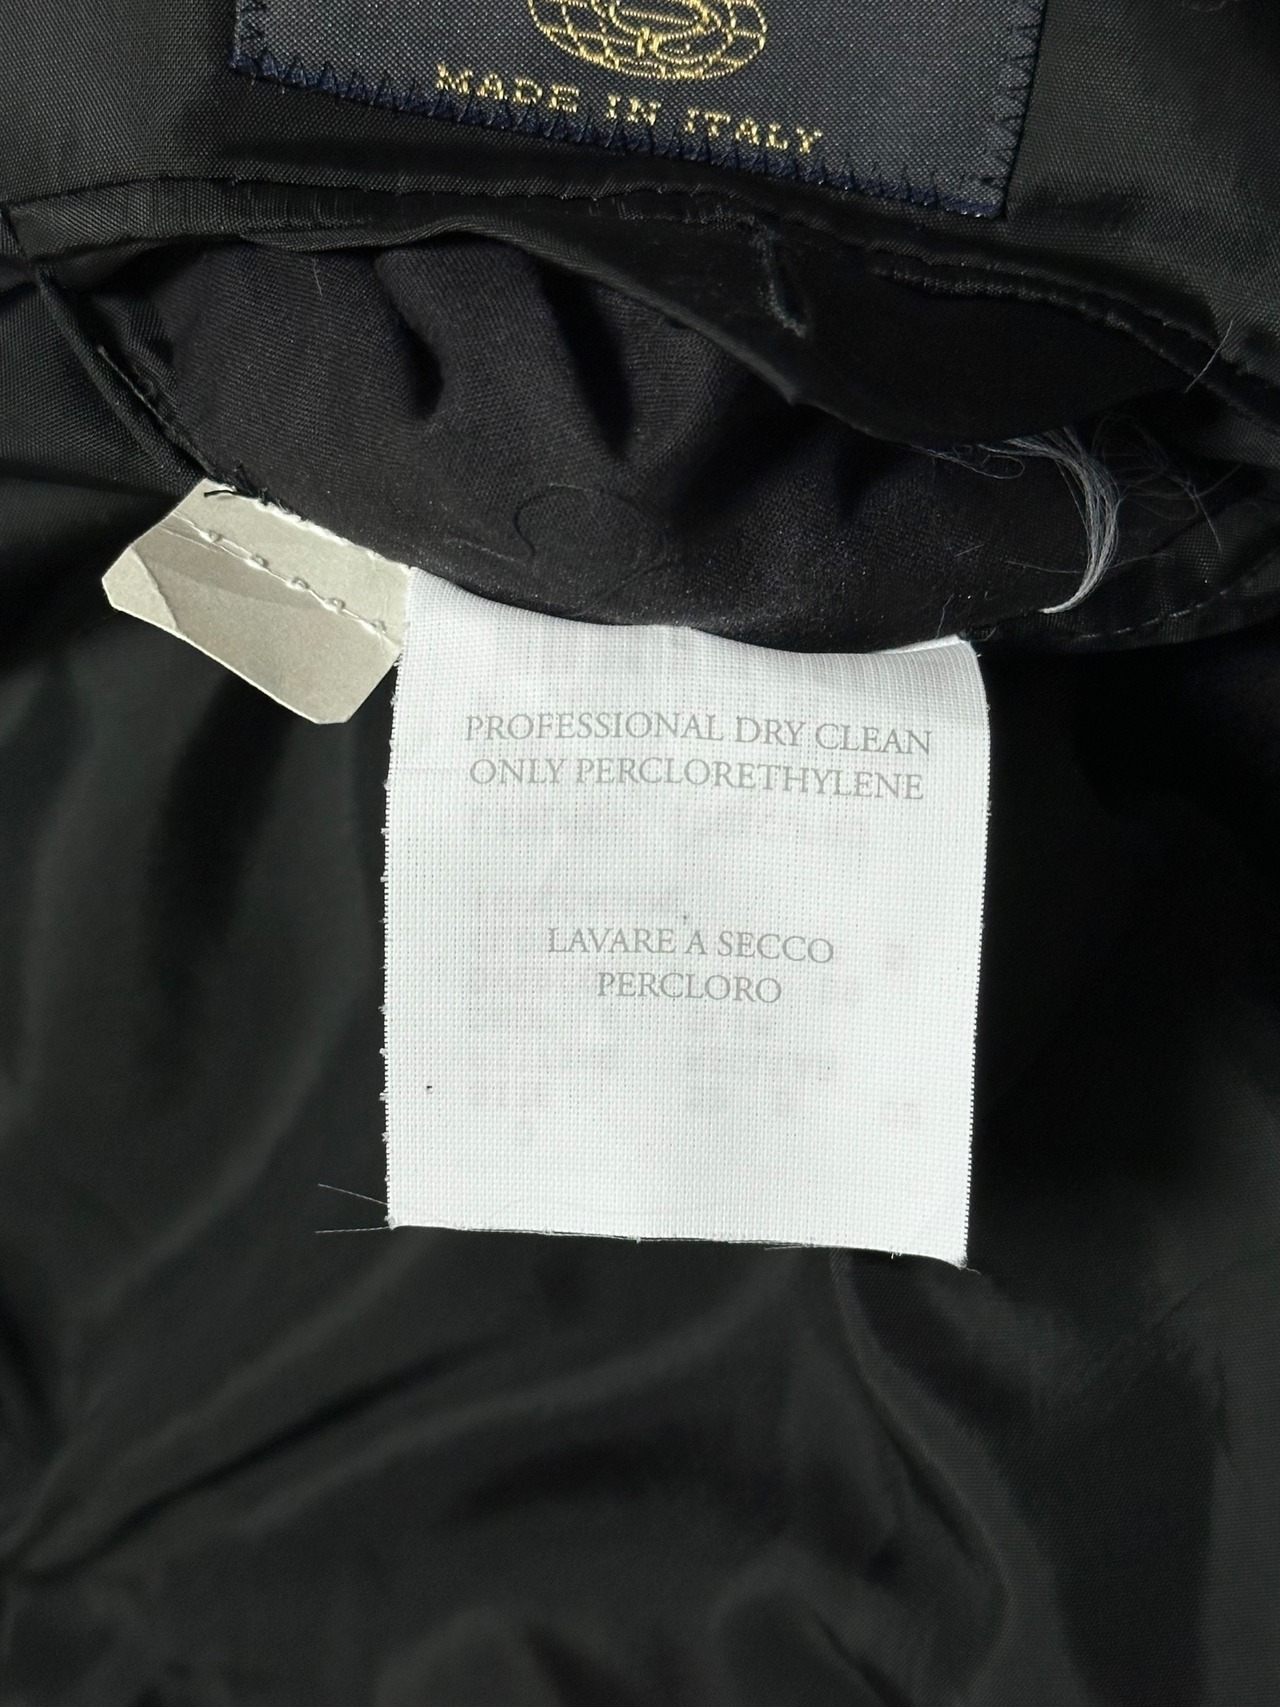 MADE IN ITALY
PROFESSIONAL DRY CLEAN
ONLY PERCLORETHYLENE
LAVARE A SECCO
PERCLORO